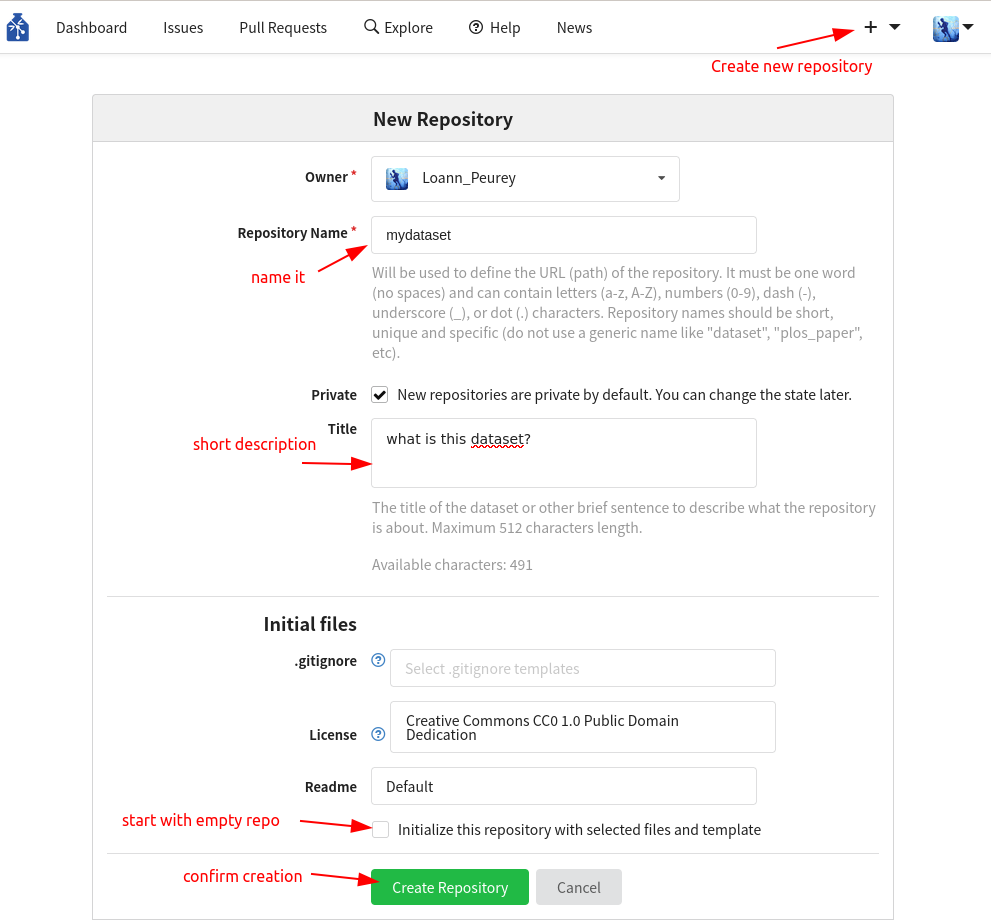 Dashboard Issues Pull Requests Explore Help News
Create new repository
New Repository
Owner * Loann_Peurey
Repository Name * mydataset
name it
Will be used to define the URL (path) of the repository. It must be one word
(no spaces) and can contain letters (a-z, A-Z), numbers (0-9), dash (-),
underscore (_), or dot (.) characters. Repository names should be short,
unique and specific (do not use a generic name like "dataset", "plos_paper",
etc).
Private New repositories are private by default. You can change the state later.
Title
what is this dataset?
short description
The title of the dataset or other brief sentence to describe what the repository
is about. Maximum 512 characters length.
Available characters: 491
Initial files
.gitignore Select .gitignore templates
License Creative Commons CC0 1.0 Public Domain
Dedication
Readme Default
start with empty repo
Initialize this repository with selected files and template
confirm creation
Create Repository Cancel